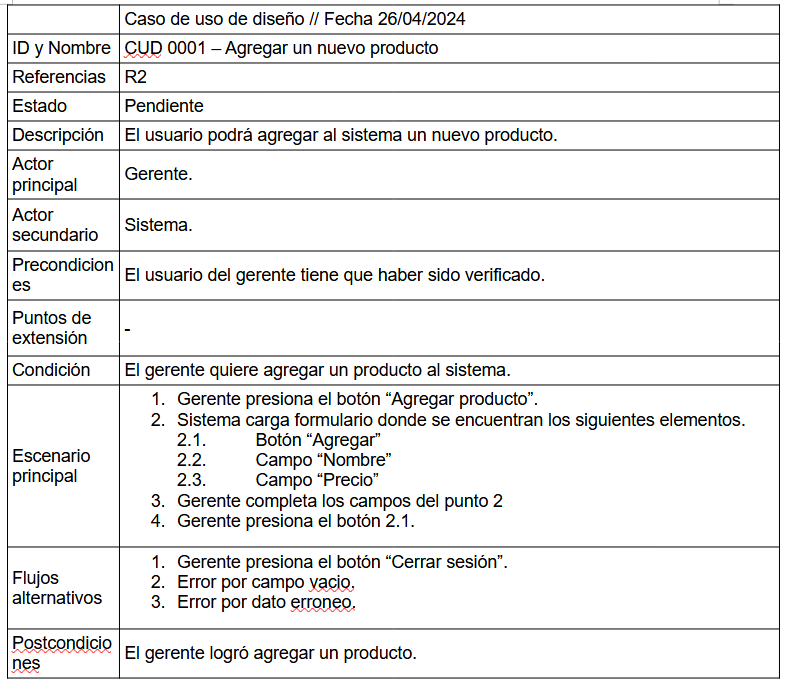 Caso de uso de diseño // Fecha 26/04/2024
ID y Nombre CUD 0001 – Agregar un nuevo producto
Referencias R2
Estado Pendiente
Descripción El usuario podrá agregar al sistema un nuevo producto.
Actor
principal
Gerente.
Actor
secundario
Sistema.
Precondicion
es
El usuario del gerente tiene que haber sido verificado.
Puntos de
extensión
-
Condición El gerente quiere agregar un producto al sistema.
Escenario
principal
1. Gerente presiona el botón “Agregar producto”.
2. Sistema carga formulario donde se encuentran los siguientes elementos.
2.1. Botón “Agregar”
2.2. Campo “Nombre”
2.3. Campo “Precio”
3. Gerente completa los campos del punto 2
4. Gerente presiona el botón 2.1.
Flujos
alternativos
1. Gerente presiona el botón “Cerrar sesión”.
2. Error por campo vacio.
3. Error por dato erroneo.
Postcondicio
nes
El gerente logró agregar un producto.